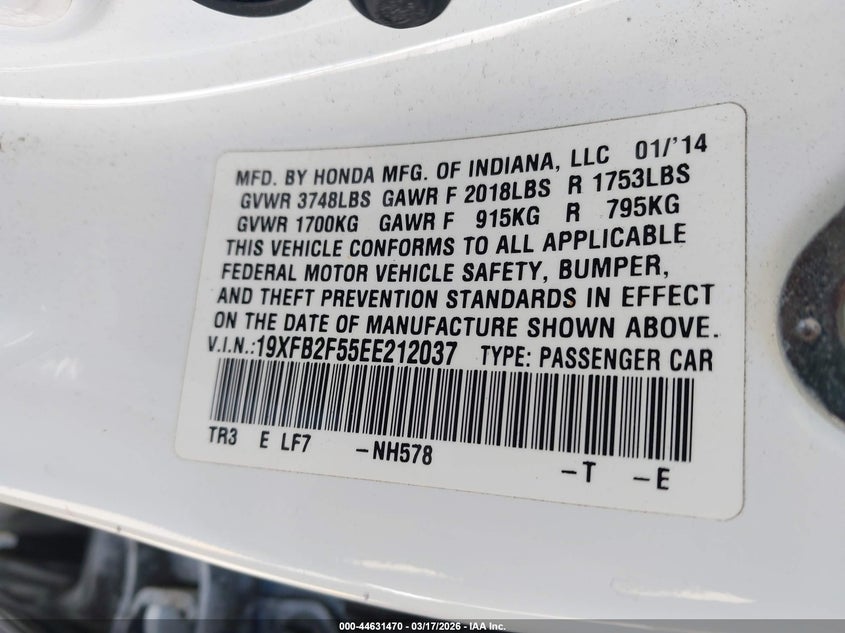 MFD. BY HONDA MFG. OF INDIANA, LLC 01/'14
GVWR 3748LBS GAWR F 2018LBS R 1753LBS
GVWR 1700KG GAWR F 915KG R 795KG
THIS VEHICLE CONFORMS TO ALL APPLICABLE
FEDERAL MOTOR VEHICLE SAFETY, BUMPER,
AND THEFT PREVENTION STANDARDS IN EFFECT
ON THE DATE OF MANUFACTURE SHOWN ABOVE.
V.I.N.:19XFB2F55EE212037 TYPE: PASSENGER CAR
TR3 E LF7 -NH578 -T -E
000-44631470 — 03/17/2026 — IAA Inc.